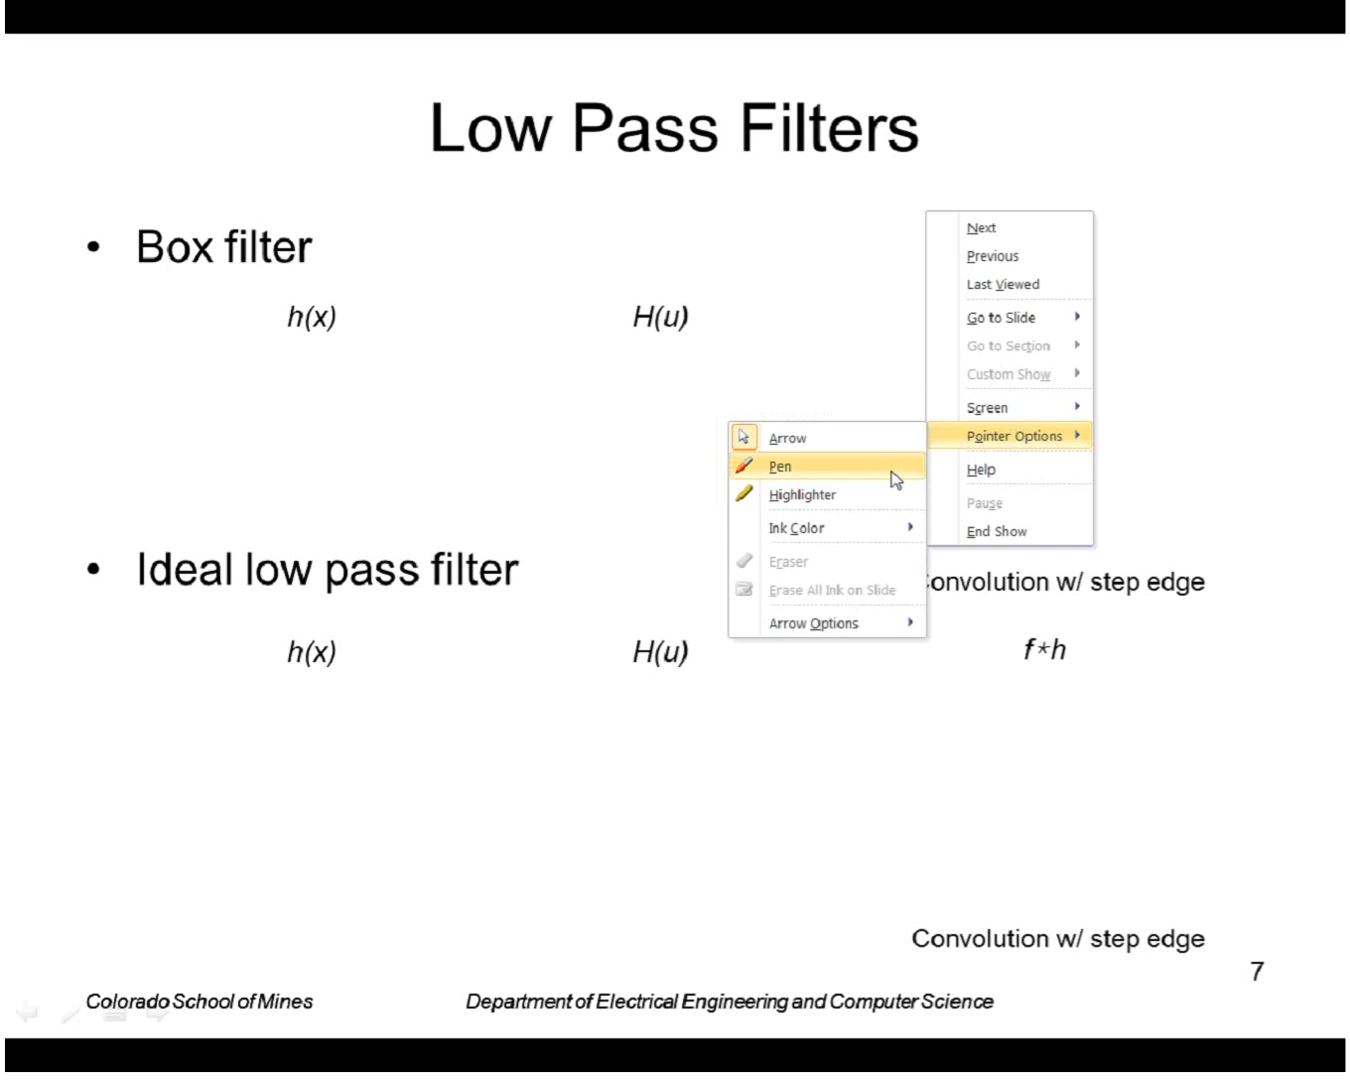 Low Pass Filters
• Box filter
h(x) H(u)
Next
Previous
Last Viewed
Go to Slide
Go to Section
Custom Show
Screen
Pointer Options
Help
Pause
End Show
Arrow
Pen
Highlighter
Ink Color
Eraser
Erase All Ink on Slide
Arrow Options
• Ideal low pass filter
w/ step edge
h(x) H(u) f*h
Convolution w/ step edge
7
Colorado School of Mines Department of Electrical Engineering and Computer Science